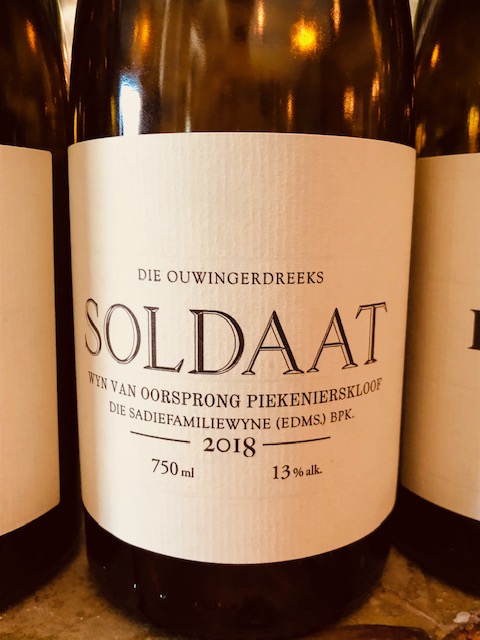 DIE OUWINGERDREEKS
SOLDAAT
WYN VAN OORSPRONG PIEKENIERSKLOOF
DIE SADIEFAMILIEWYNE (EDMS.) BPK.
2018
750 ml 13 % alk.